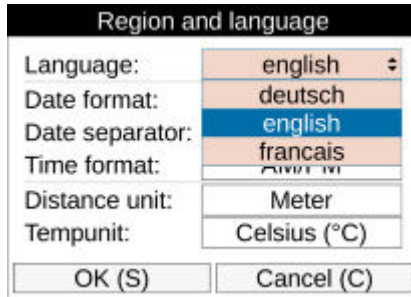 Region and language
Language: english
Date format: deutsch
Date separator: english
Time format: francais
Distance unit: Meter
Tempunit: Celsius (°C)
OK (S) Cancel (C)